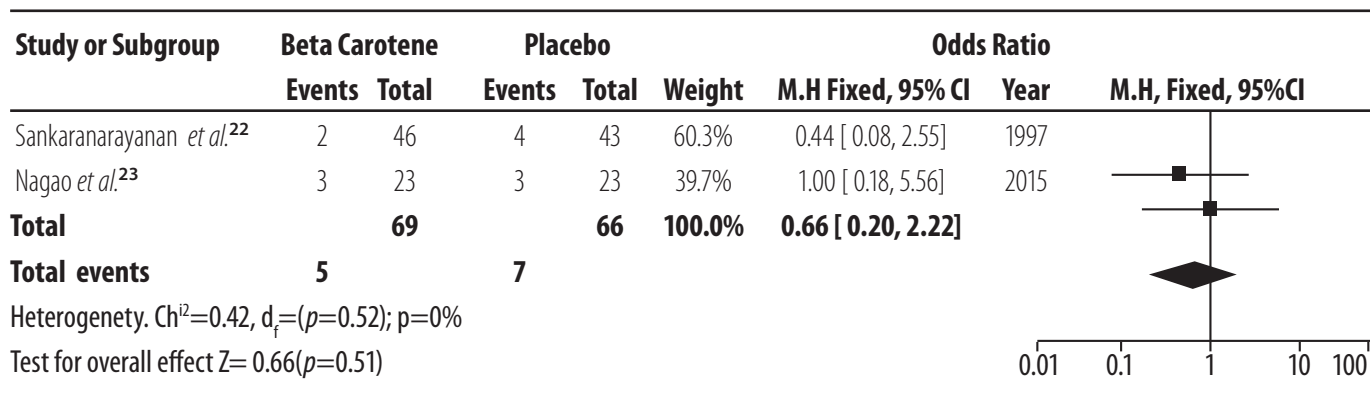 Study or Subgroup Beta Carotene Placebo Odds Ratio
Events Total Events Total Weight M.H Fixed, 95% CI Year M.H, Fixed, 95%CI
Sankaranarayanan et al.22 2 46 4 43 60.3% 0.44 [ 0.08, 2.55] 1997
Nagao et al.23 3 23 3 23 39.7% 1.00 [ 0.18, 5.56] 2015
Total 69 66 100.0% 0.66 [ 0.20, 2.22]
Total events 5 7
Heterogenety. Chi2=0.42, df=(p=0.52); p=0%
Test for overall effect Z= 0.66(p=0.51)
0.01 0.1 1 10 100